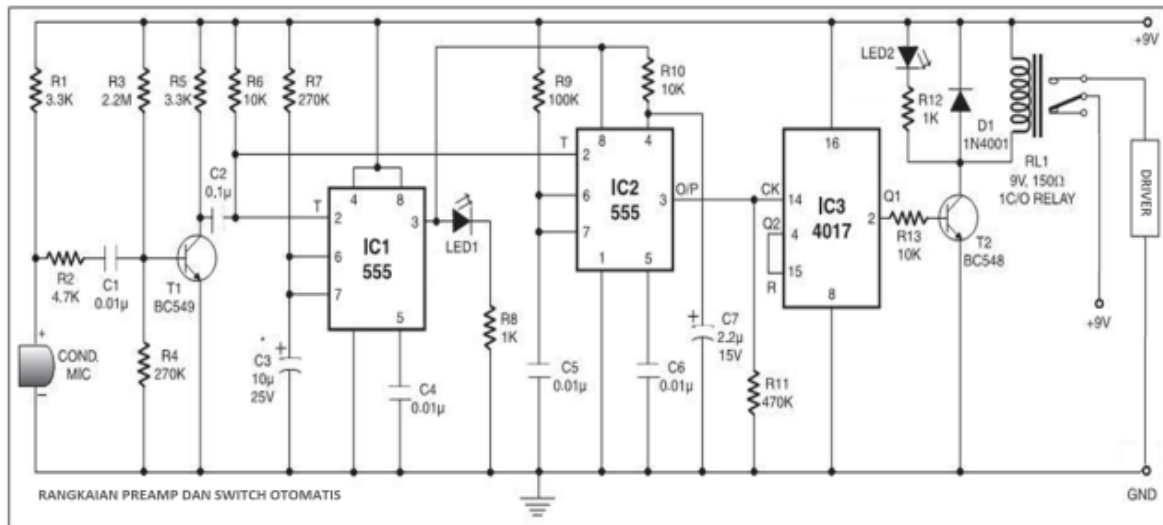 +9V
R1
3.3K
R3
2.2M
R5
3.3K
R6
10K
R7
270K
R9
100K
R10
10K
LED2
R12
1K
D1
1N4001
RL1
9V, 150Ω
1C/O RELAY
DRIVER
+9V
C2
0,1µ
T
2
4
8
3
6
7
5
IC1
555
LED1
R8
1K
T
2
8
4
6
7
3
1
5
IC2
555
O/P
CK
14
16
Q2
4
15
R
8
2
Q1
IC3
4017
R13
10K
T2
BC548
R2
4.7K
C1
0.01µ
T1
BC549
COND.
MIC
+
−
R4
270K
C3
10µ
25V
+
C4
0.01µ
C5
0.01µ
C6
0.01µ
C7
2.2µ
15V
+
R11
470K
RANGKAIAN PREAMP DAN SWITCH OTOMATIS
GND